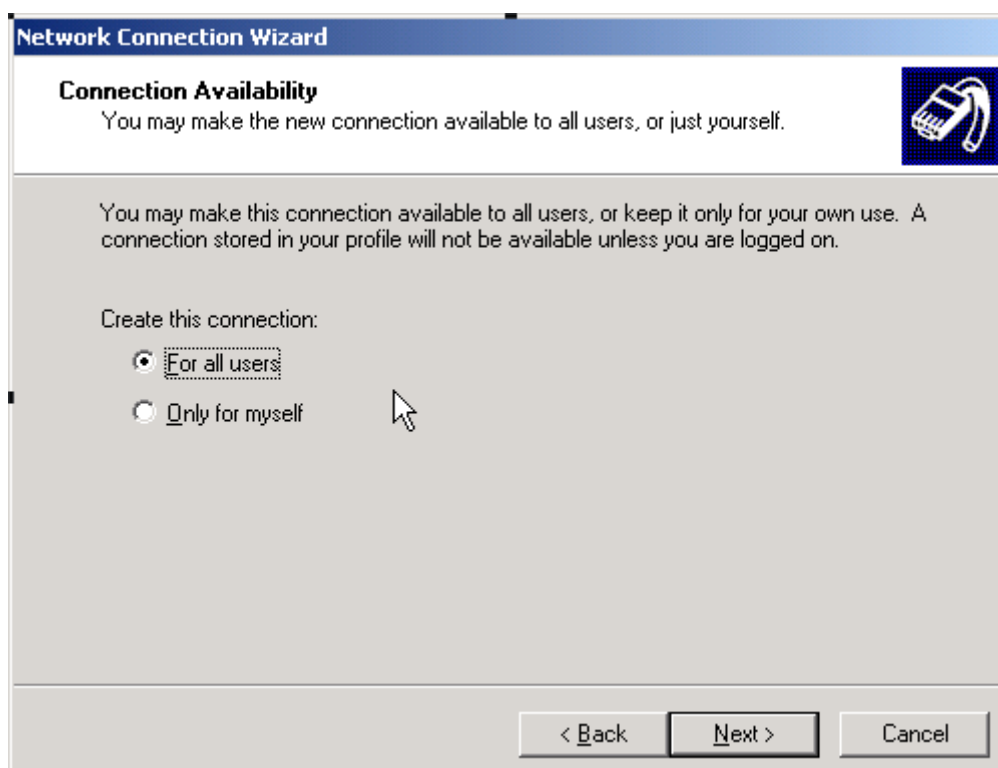 Network Connection Wizard
Connection Availability
You may make the new connection available to all users, or just yourself.
You may make this connection available to all users, or keep it only for your own use.  A
connection stored in your profile will not be available unless you are logged on.
Create this connection:
For all users
Only for myself
< Back
Next >
Cancel